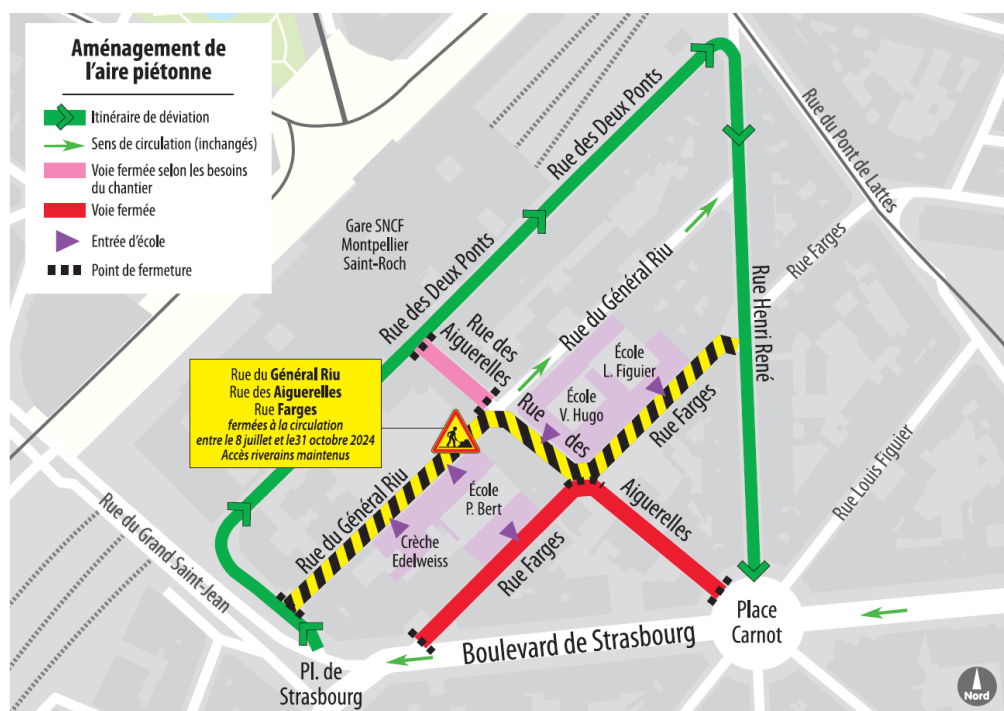 Aménagement de
l'aire piétonne
Itinéraire de déviation
Sens de circulation (inchangés)
Voie fermée selon les besoins
du chantier
Voie fermée
Entrée d'école
Point de fermeture
Rue des Deux Ponts
Rue du Pont de Lattes
Gare SNCF
Montpellier
Saint-Roch
Rue des Deux Ponts
Rue du Général Riu
Rue Farges
Rue Henri René
Rue des
Aiguerelles
École
L. Figuier
École
V. Hugo
Rue des
Rue Farges
Rue du Général Riu
Rue des Aiguerelles
Rue Farges
fermées à la circulation
entre le 8 juillet et le31 octobre 2024
Accès riverains maintenus
Rue Louis Figuier
Rue du Général Riu
École
P. Bert
Aiguerelles
Rue du Grand Saint-Jean
Crèche
Edelweiss
Rue Farges
Place
Carnot
Boulevard de Strasbourg
Pl. de
Strasbourg
Nord